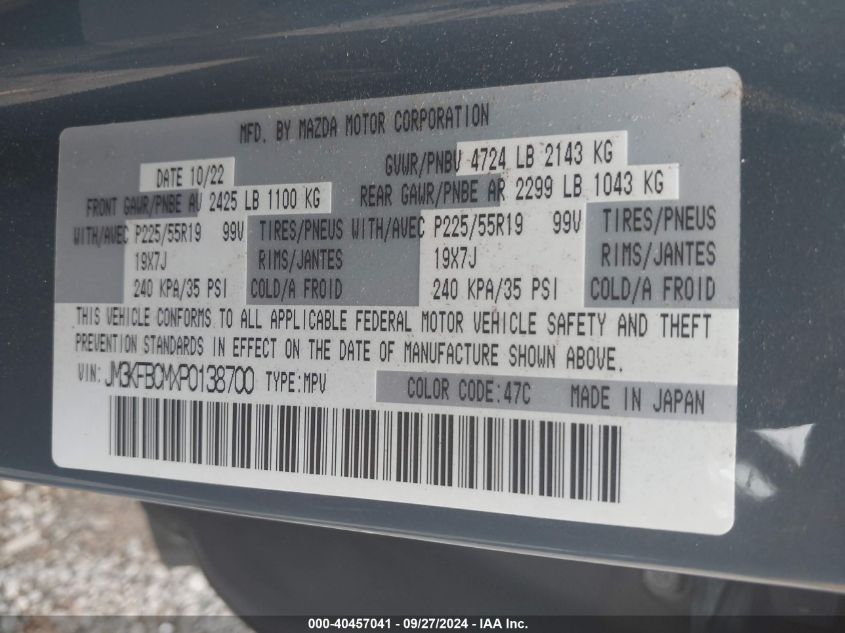 MFD. BY MAZDA MOTOR CORPORATION
DATE 10/22 GVWR/PNBV 4724 LB 2143 KG
FRONT GAWR/PNBE AV 2425 LB 1100 KG REAR GAWR/PNBE AR 2299 LB 1043 KG
WITH/AVEC P225/55R19 99V TIRES/PNEUS WITH/AVEC P225/55R19 99V TIRES/PNEUS
19X7J RIMS/JANTES 19X7J RIMS/JANTES
240 KPA/35 PSI COLD/A FROID 240 KPA/35 PSI COLD/A FROID
THIS VEHICLE CONFORMS TO ALL APPLICABLE FEDERAL MOTOR VEHICLE SAFETY AND THEFT
PREVENTION STANDARDS IN EFFECT ON THE DATE OF MANUFACTURE SHOWN ABOVE.
VIN: JM3KFBCMXP0138700 TYPE:MPV COLOR CODE:47C MADE IN JAPAN
000-40457041 - 09/27/2024 - IAA Inc.